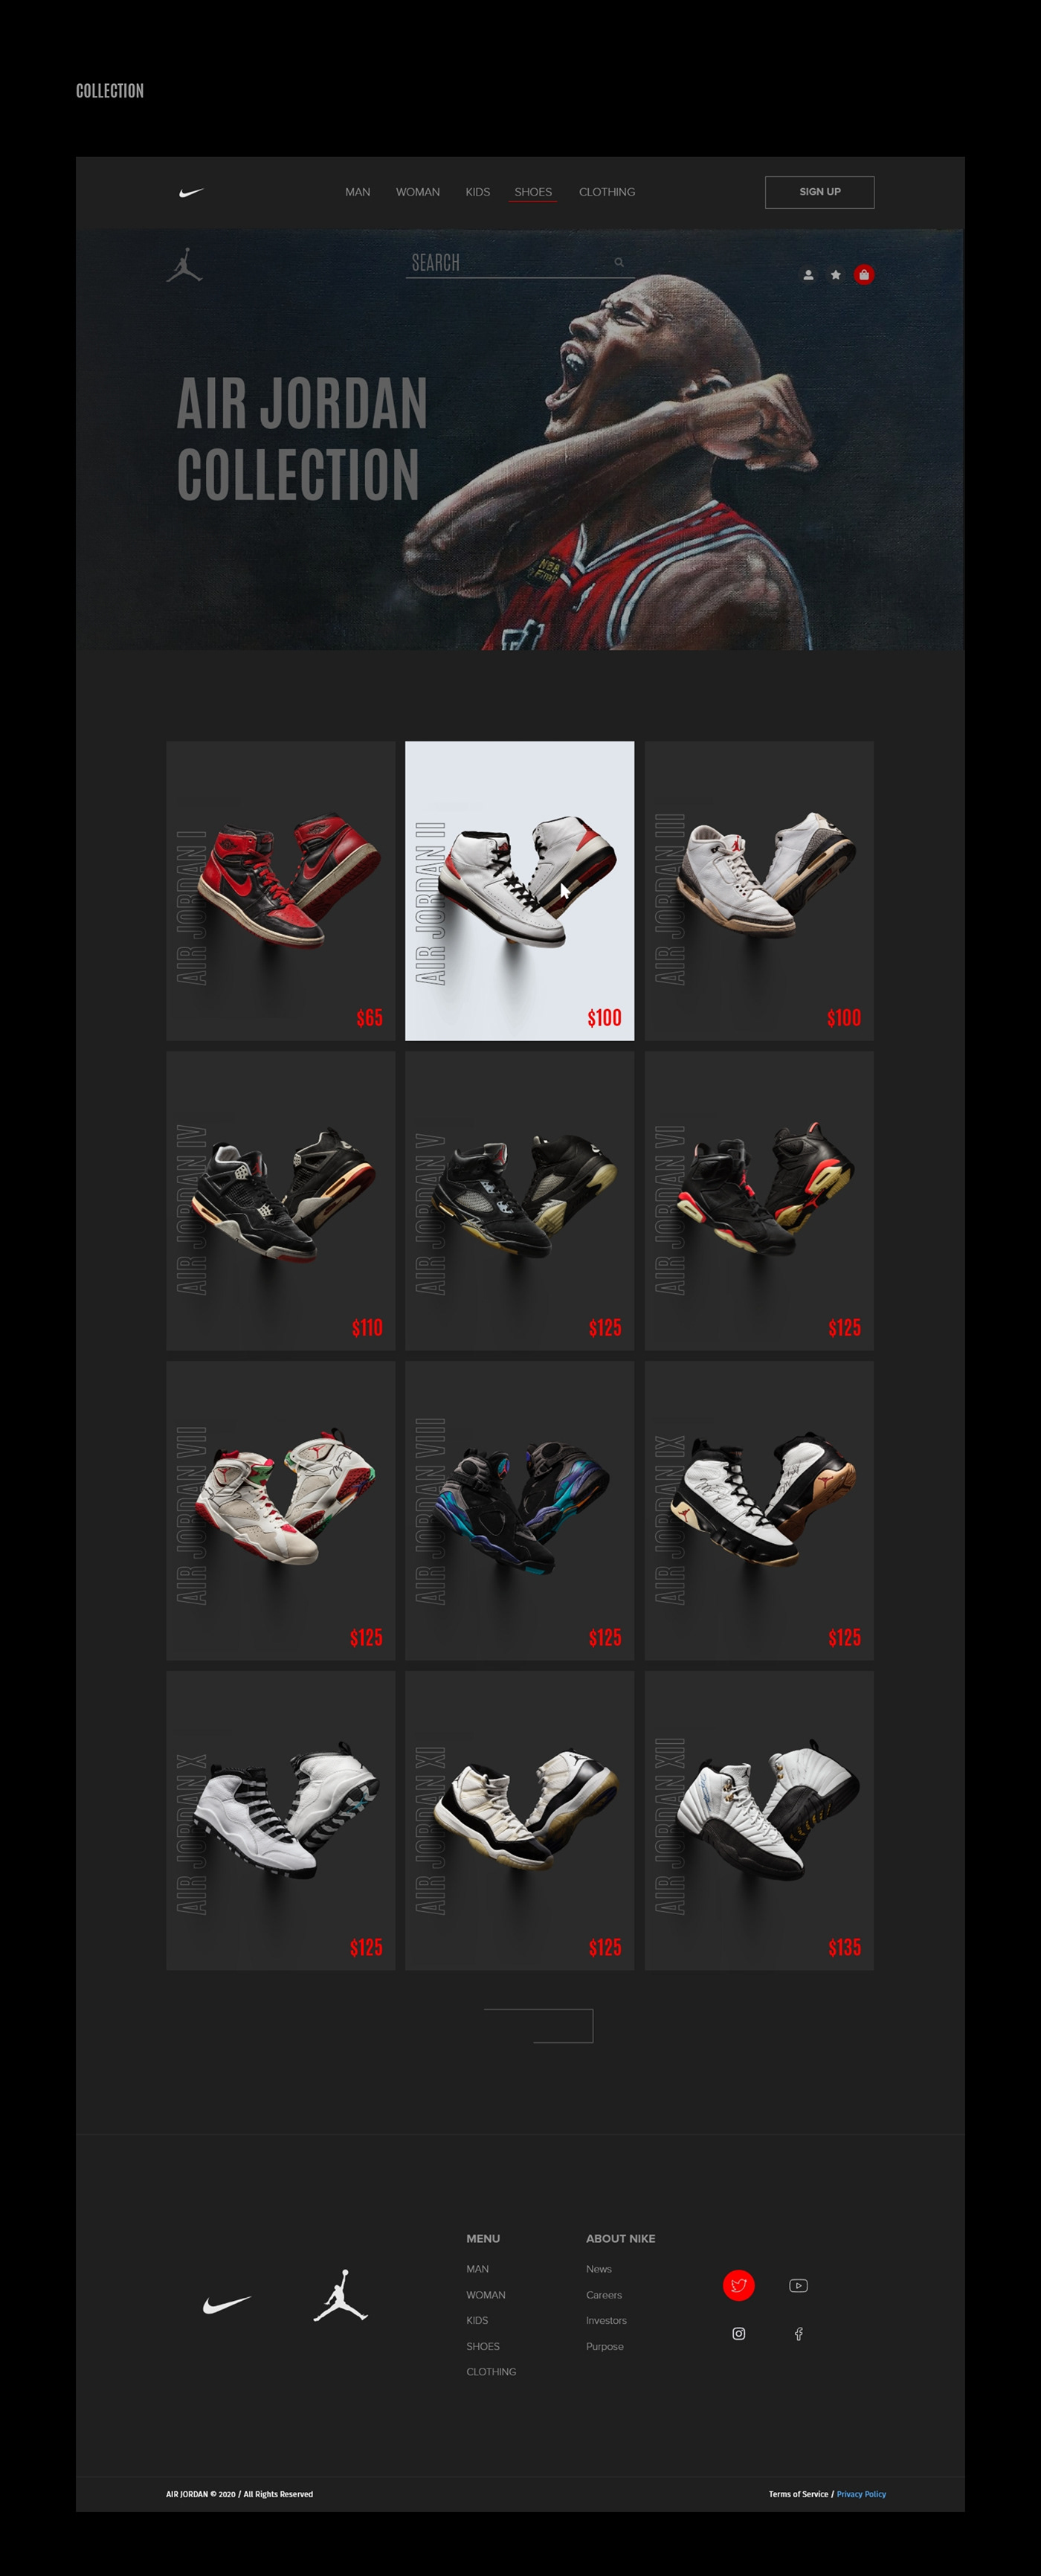 COLLECTION
MAN WOMAN KIDS SHOES CLOTHING SIGN UP
SEARCH
AIR JORDAN
COLLECTION
NBA
AIR JORDAN I
$65
AIR JORDAN II
$100
AIR JORDAN III
$100
AIR JORDAN IV
$110
AIR JORDAN V
$125
AIR JORDAN VI
$125
AIR JORDAN VII
$125
AIR JORDAN VIII
$125
AIR JORDAN IX
$125
AIR JORDAN X
$125
AIR JORDAN XI
$125
AIR JORDAN XII
$135
MENU
MAN
WOMAN
KIDS
SHOES
CLOTHING
ABOUT NIKE
News
Careers
Investors
Purpose
AIR JORDAN © 2020 / All Rights Reserved
Terms of Service / Privacy Policy